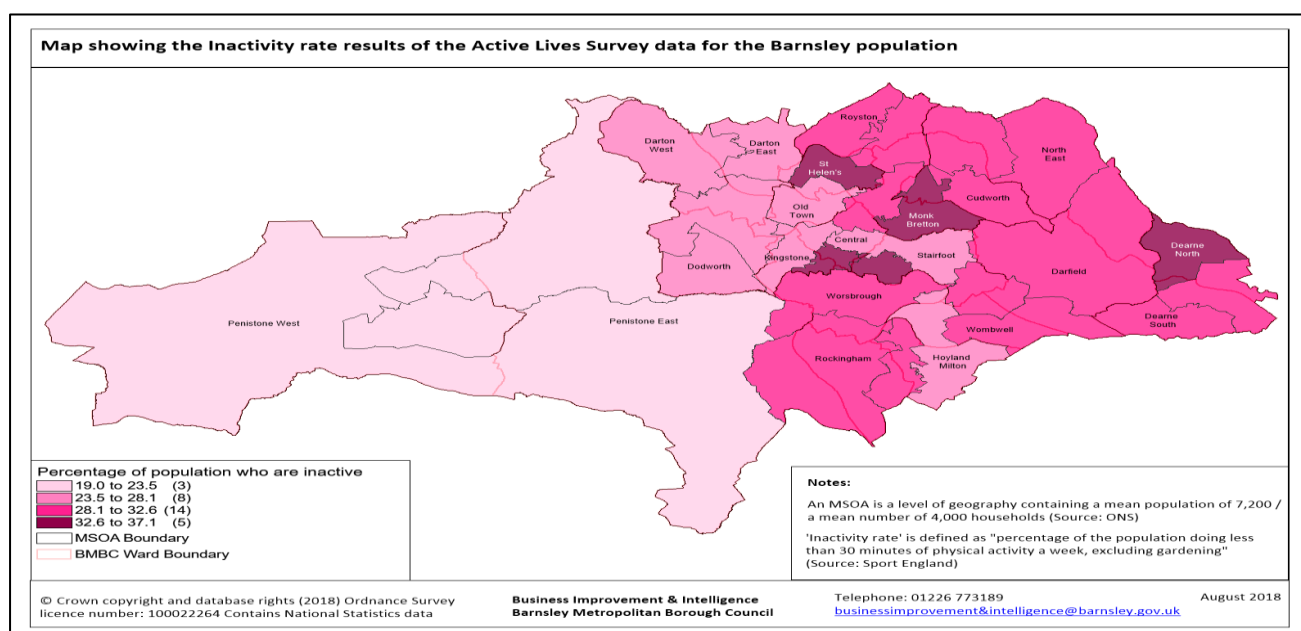 Map showing the Inactivity rate results of the Active Lives Survey data for the Barnsley population
Royston
Darton
West
Darton
East
North
East
St
Helen's
Cudworth
Old
Town
Monk
Bretton
Central
Dearne
North
Kingstone
Stairfoot
Dodworth
Darfield
Worsbrough
Penistone West
Penistone East
Dearne
South
Wombwell
Rockingham
Hoyland
Milton
Percentage of population who are inactive
19.0 to 23.5 (3)
23.5 to 28.1 (8)
28.1 to 32.6 (14)
32.6 to 37.1 (5)
MSOA Boundary
BMBC Ward Boundary
Notes:
An MSOA is a level of geography containing a mean population of 7,200 /
a mean number of 4,000 households (Source: ONS)
'Inactivity rate' is defined as "percentage of the population doing less
than 30 minutes of physical activity a week, excluding gardening"
(Source: Sport England)
© Crown copyright and database rights (2018) Ordnance Survey
licence number: 100022264 Contains National Statistics data
Business Improvement & Intelligence
Barnsley Metropolitan Borough Council
Telephone: 01226 773189
businessimprovement&intelligence@barnsley.gov.uk
August 2018